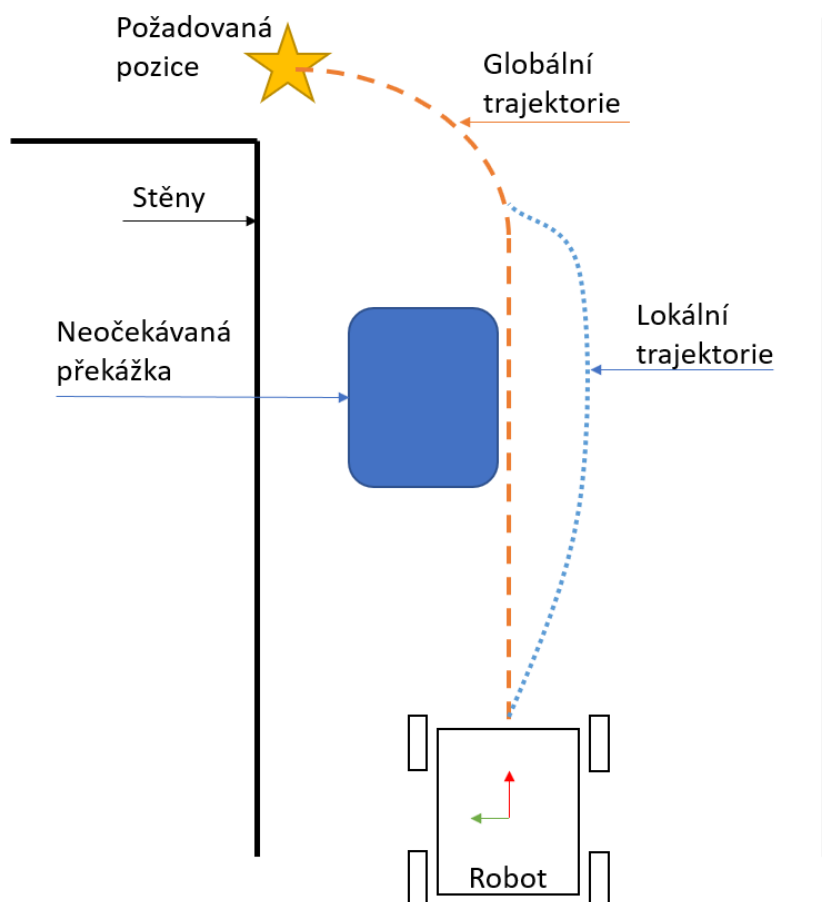 Požadovaná
pozice
Globální
trajektorie
Stěny
Neočekávaná
překážka
Lokální
trajektorie
Robot